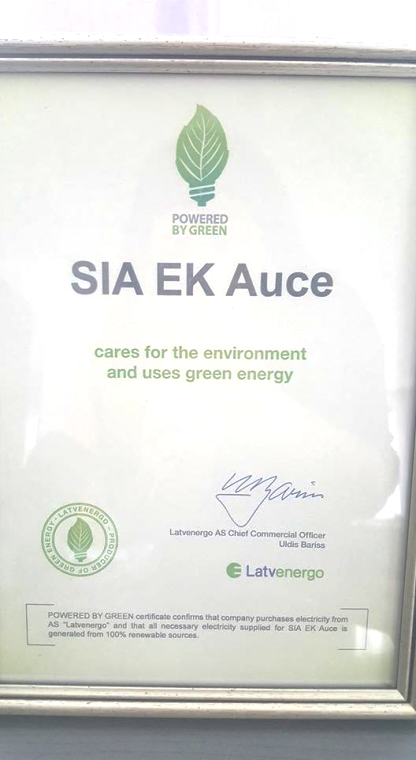 POWERED
BY GREEN
SIA EK Auce
cares for the environment
and uses green energy
Latvenergo AS Chief Commercial Officer
Uldis Bariss
LATVENERGO - PRODUCER OF GREEN ENERGY -
Latvenergo
POWERED BY GREEN certificate confirms that company purchases electricity from
AS "Latvenergo" and that all necessary electricity supplied for SIA EK Auce is
generated from 100% renewable sources.